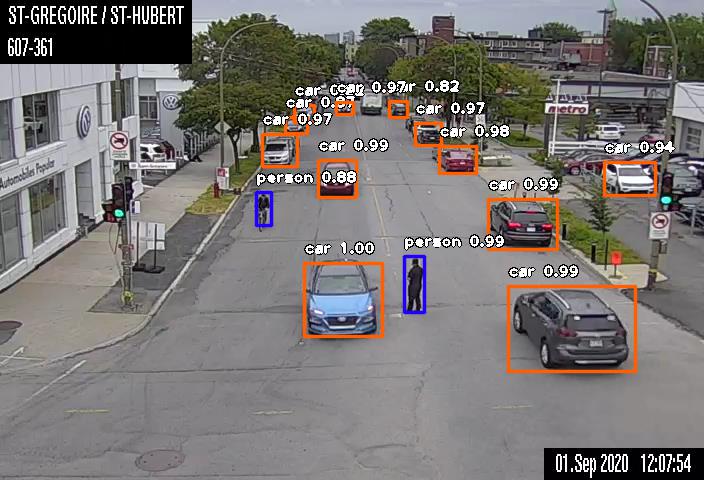 ST-GREGOIRE / ST-HUBERT
607-361
car 0.97
car 0.82
car 0.97
car 0.97
car 0.98
car 0.99
car 0.94
person 0.88
car 0.99
car 1.00
person 0.99
car 0.99
metro
Automobiles Popular
01.Sep 2020 12:07:54